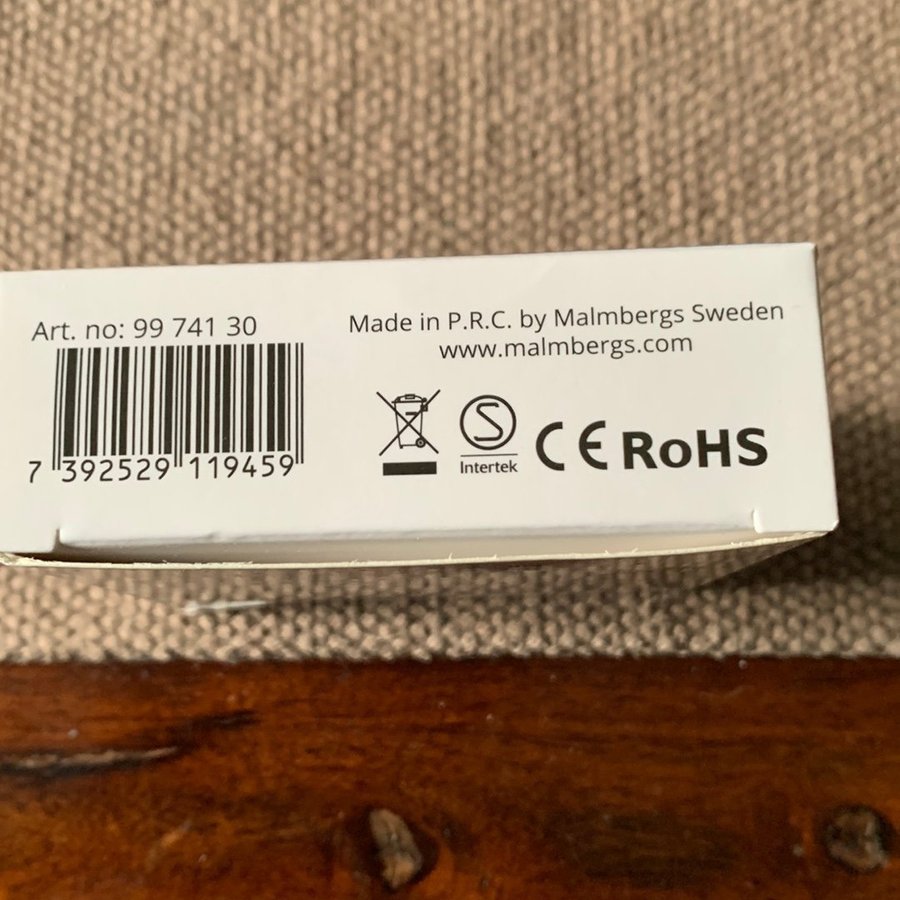 Art. no: 99 741 30
7 392529 119459
Made in P.R.C. by Malmbergs Sweden
www.malmbergs.com
S
Intertek
CE RoHS